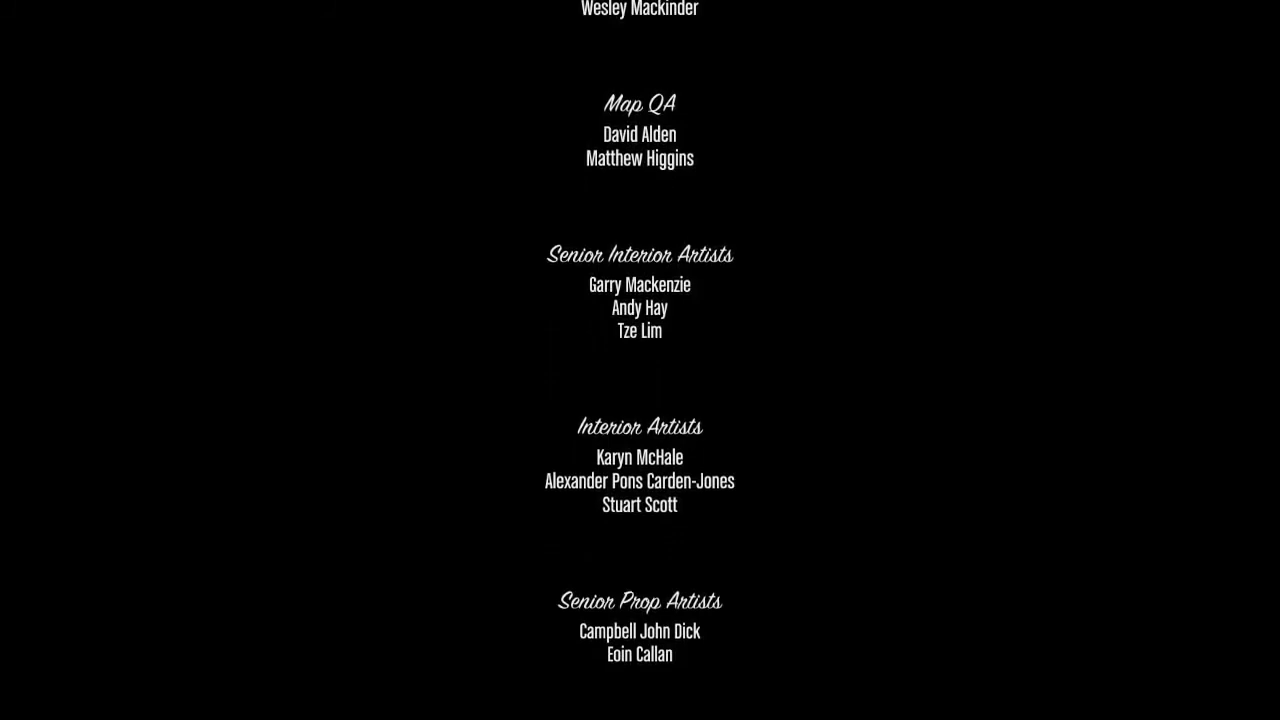 Wesley Mackinder
Map QA
David Alden
Matthew Higgins
Senior Interior Artists
Garry Mackenzie
Andy Hay
Tze Lim
Interior Artists
Karyn McHale
Alexander Pons Carden-Jones
Stuart Scott
Senior Prop Artists
Campbell John Dick
Eoin Callan